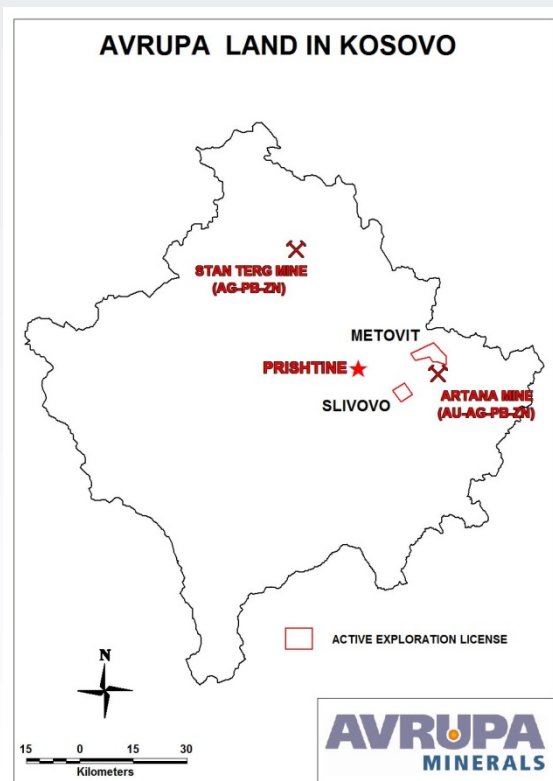 AVRUPA LAND IN KOSOVO
STAN TERG MINE
(AG-PB-ZN)
METOVIT
PRISHTINE
SLIVOVO
ARTANA MINE
(AU-AG-PB-ZN)
ACTIVE EXPLORATION LICENSE
N
15 0 15 30
Kilometers
AVRUPA
MINERALS